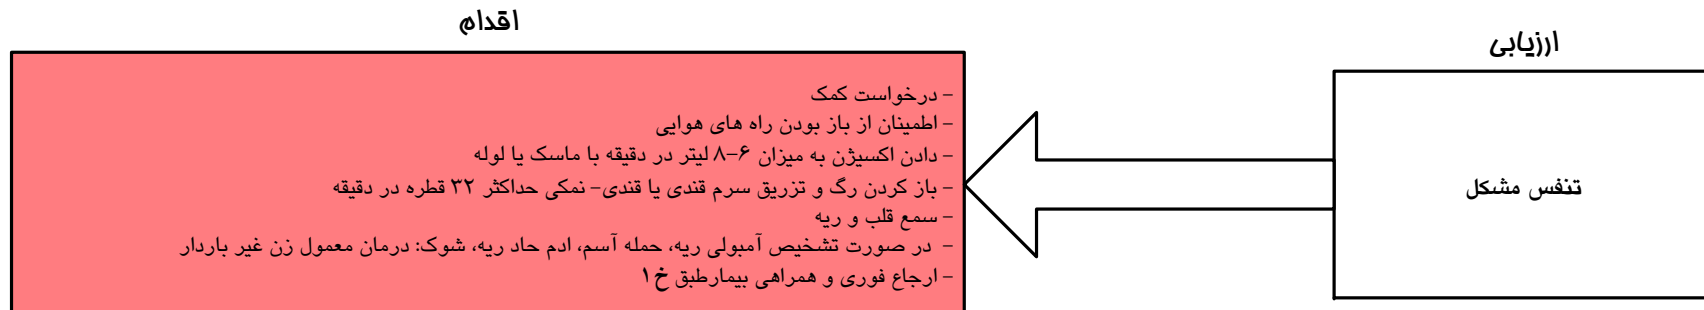 ارزیابی
تنفس مشکل
اقدام
- درخواست کمک
- اطمینان از باز بودن راه های هوایی
- دادن اکسیژن به میزان ۶-۸ لیتر در دقیقه با ماسک یا لوله
- باز کردن رگ و تزریق سرم قندی یا قندی- نمکی حداکثر ۳۲ قطره در دقیقه
- سمع قلب و ریه
- در صورت تشخیص آمبولی ریه، حمله آسم، ادم حاد ریه، شوک: درمان معمول زن غیر باردار
- ارجاع فوری و همراهی بیمارطبق خ۱